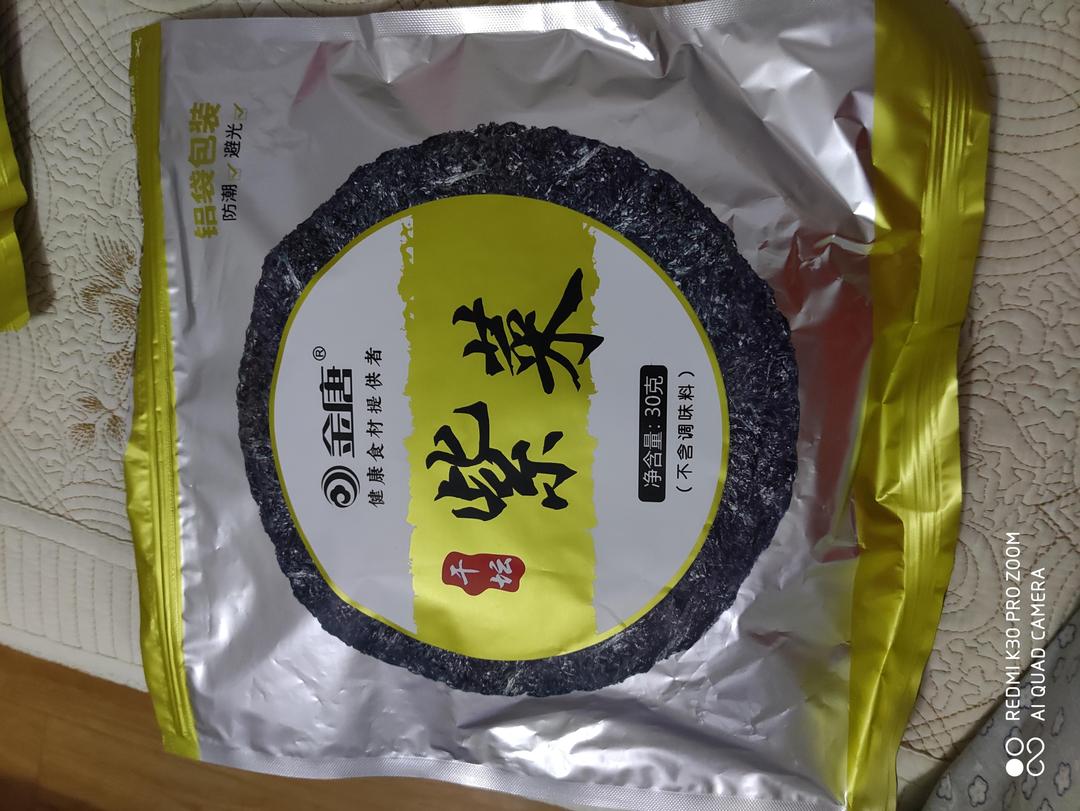 铝袋包装
防潮 ✓ 避光 ✓
金唐®
健康食材提供者
干坛
紫菜
净含量: 30克
(不含调味料)
REDMI K30 PRO ZOOM
AI QUAD CAMERA